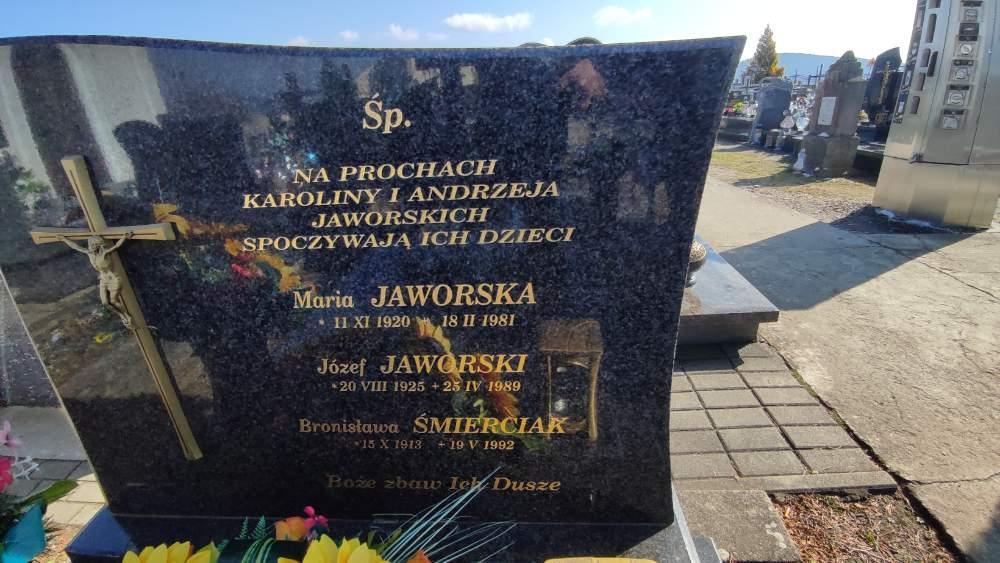 Śp.
NA PROCHACH
KAROLINY I ANDRZEJA
JAWORSKICH
SPOCZYWAJĄ ICH DZIECI
Maria JAWORSKA
* 11 XI 1920 + 18 II 1981
Józef JAWORSKI
* 20 VIII 1925 + 25 IV 1989
Bronisława ŚMIERCIAK
* 15 X 1913 + 19 V 1992
Boże zbaw Ich Dusze